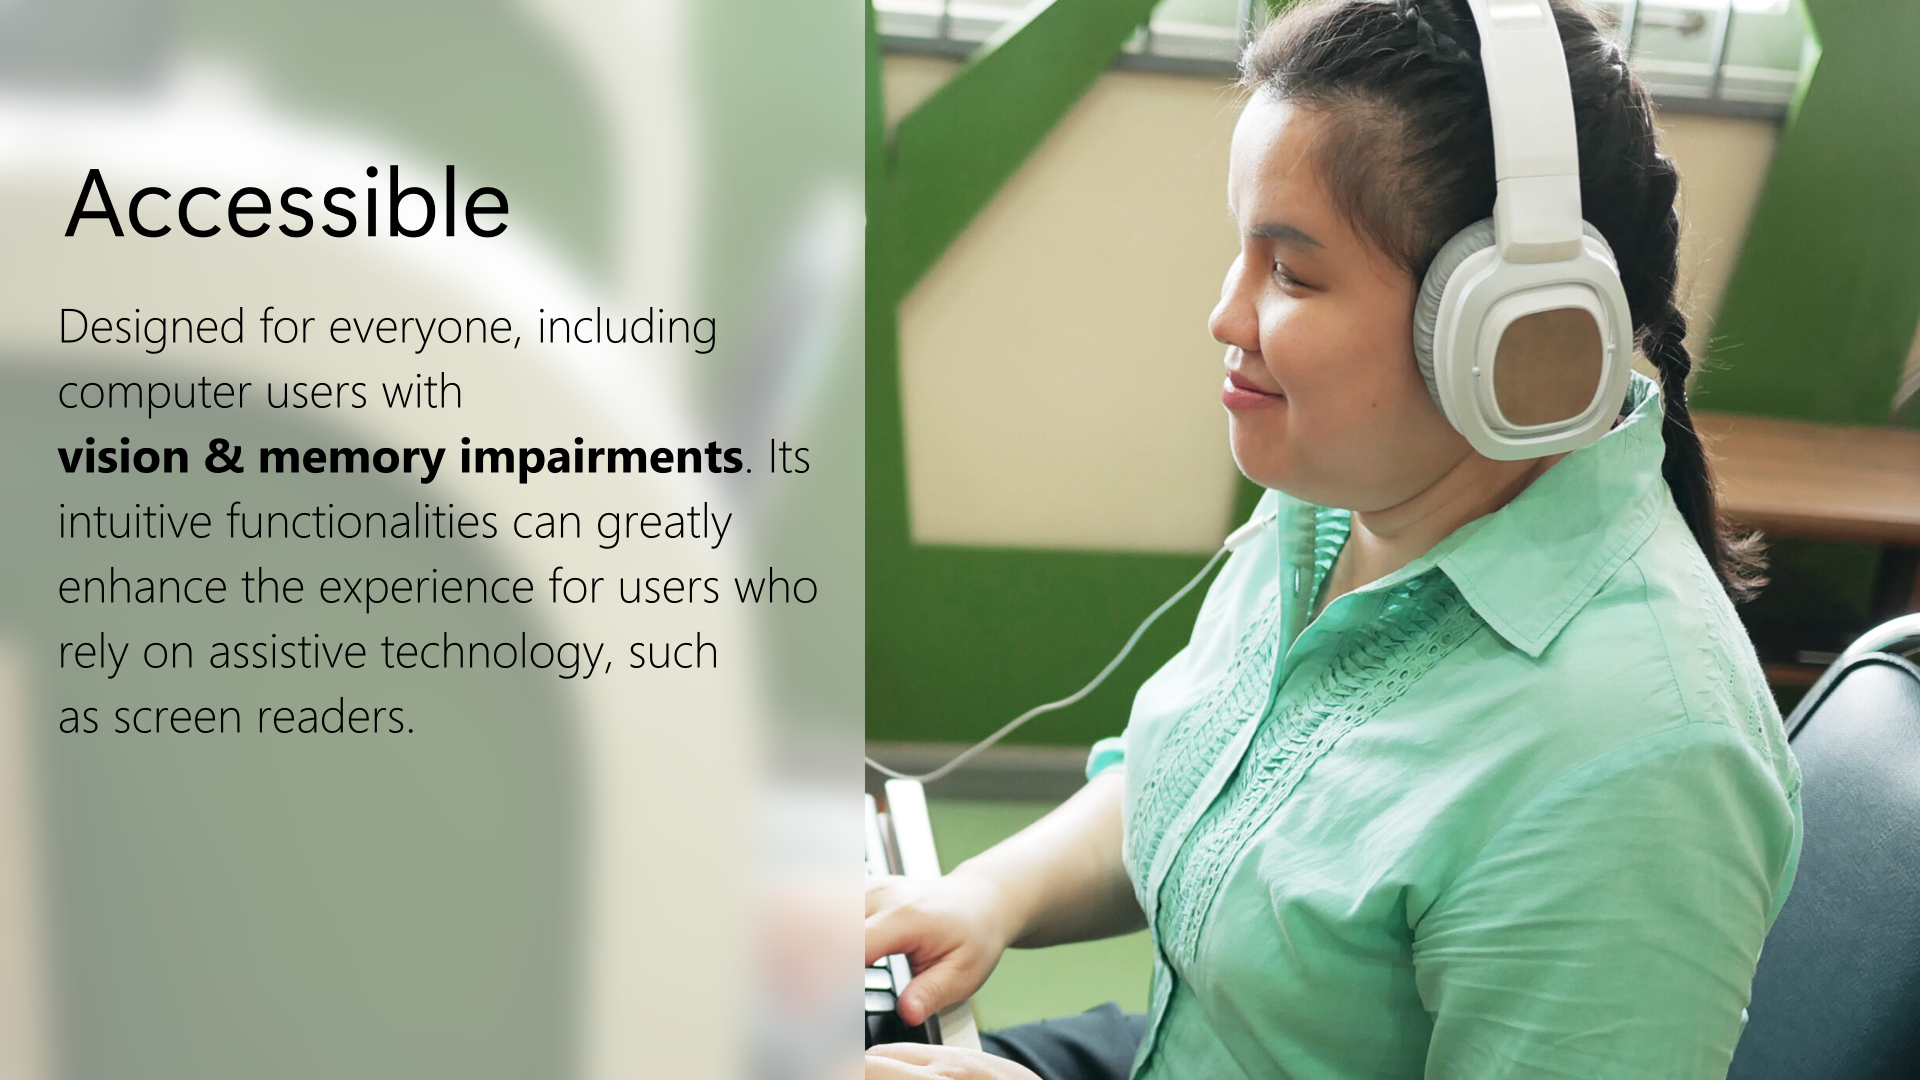 Accessible
Designed for everyone, including
computer users with
vision & memory impairments. Its
intuitive functionalities can greatly
enhance the experience for users who
rely on assistive technology, such
as screen readers.